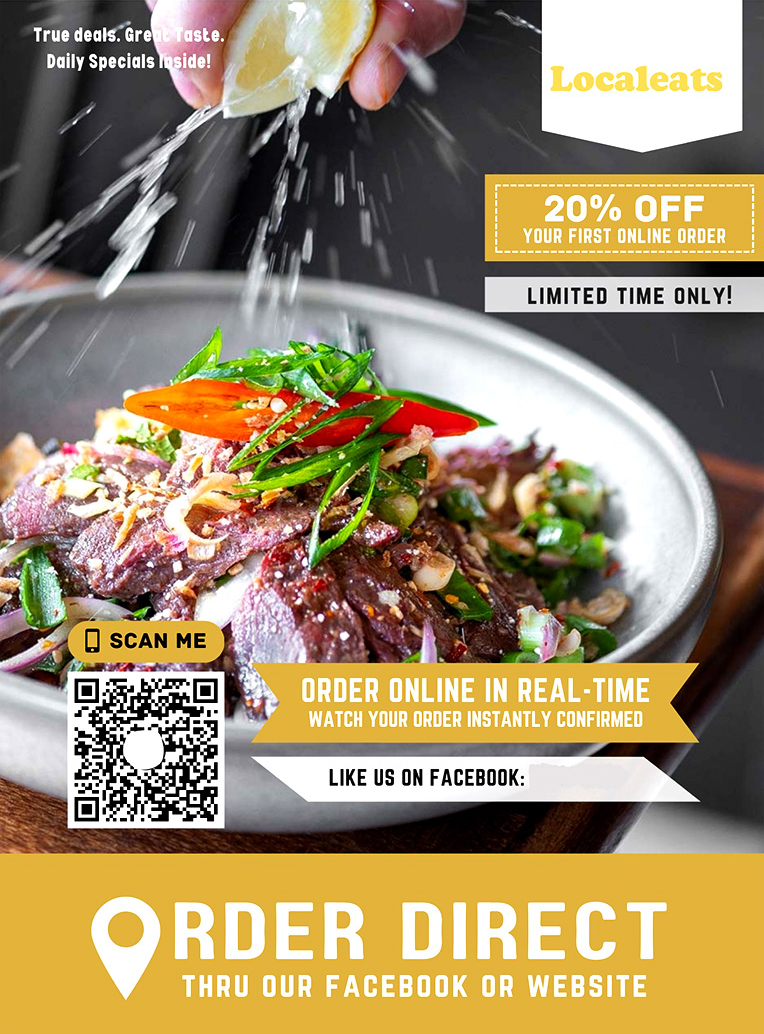 True deals. Great Taste.
Daily Specials Inside!
Localeats
20% OFF
YOUR FIRST ONLINE ORDER
LIMITED TIME ONLY!
SCAN ME
ORDER ONLINE IN REAL-TIME
WATCH YOUR ORDER INSTANTLY CONFIRMED
LIKE US ON FACEBOOK:
RDER DIRECT
THRU OUR FACEBOOK OR WEBSITE